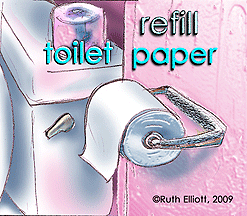 refill
toilet paper
©Ruth Elliott, 2009